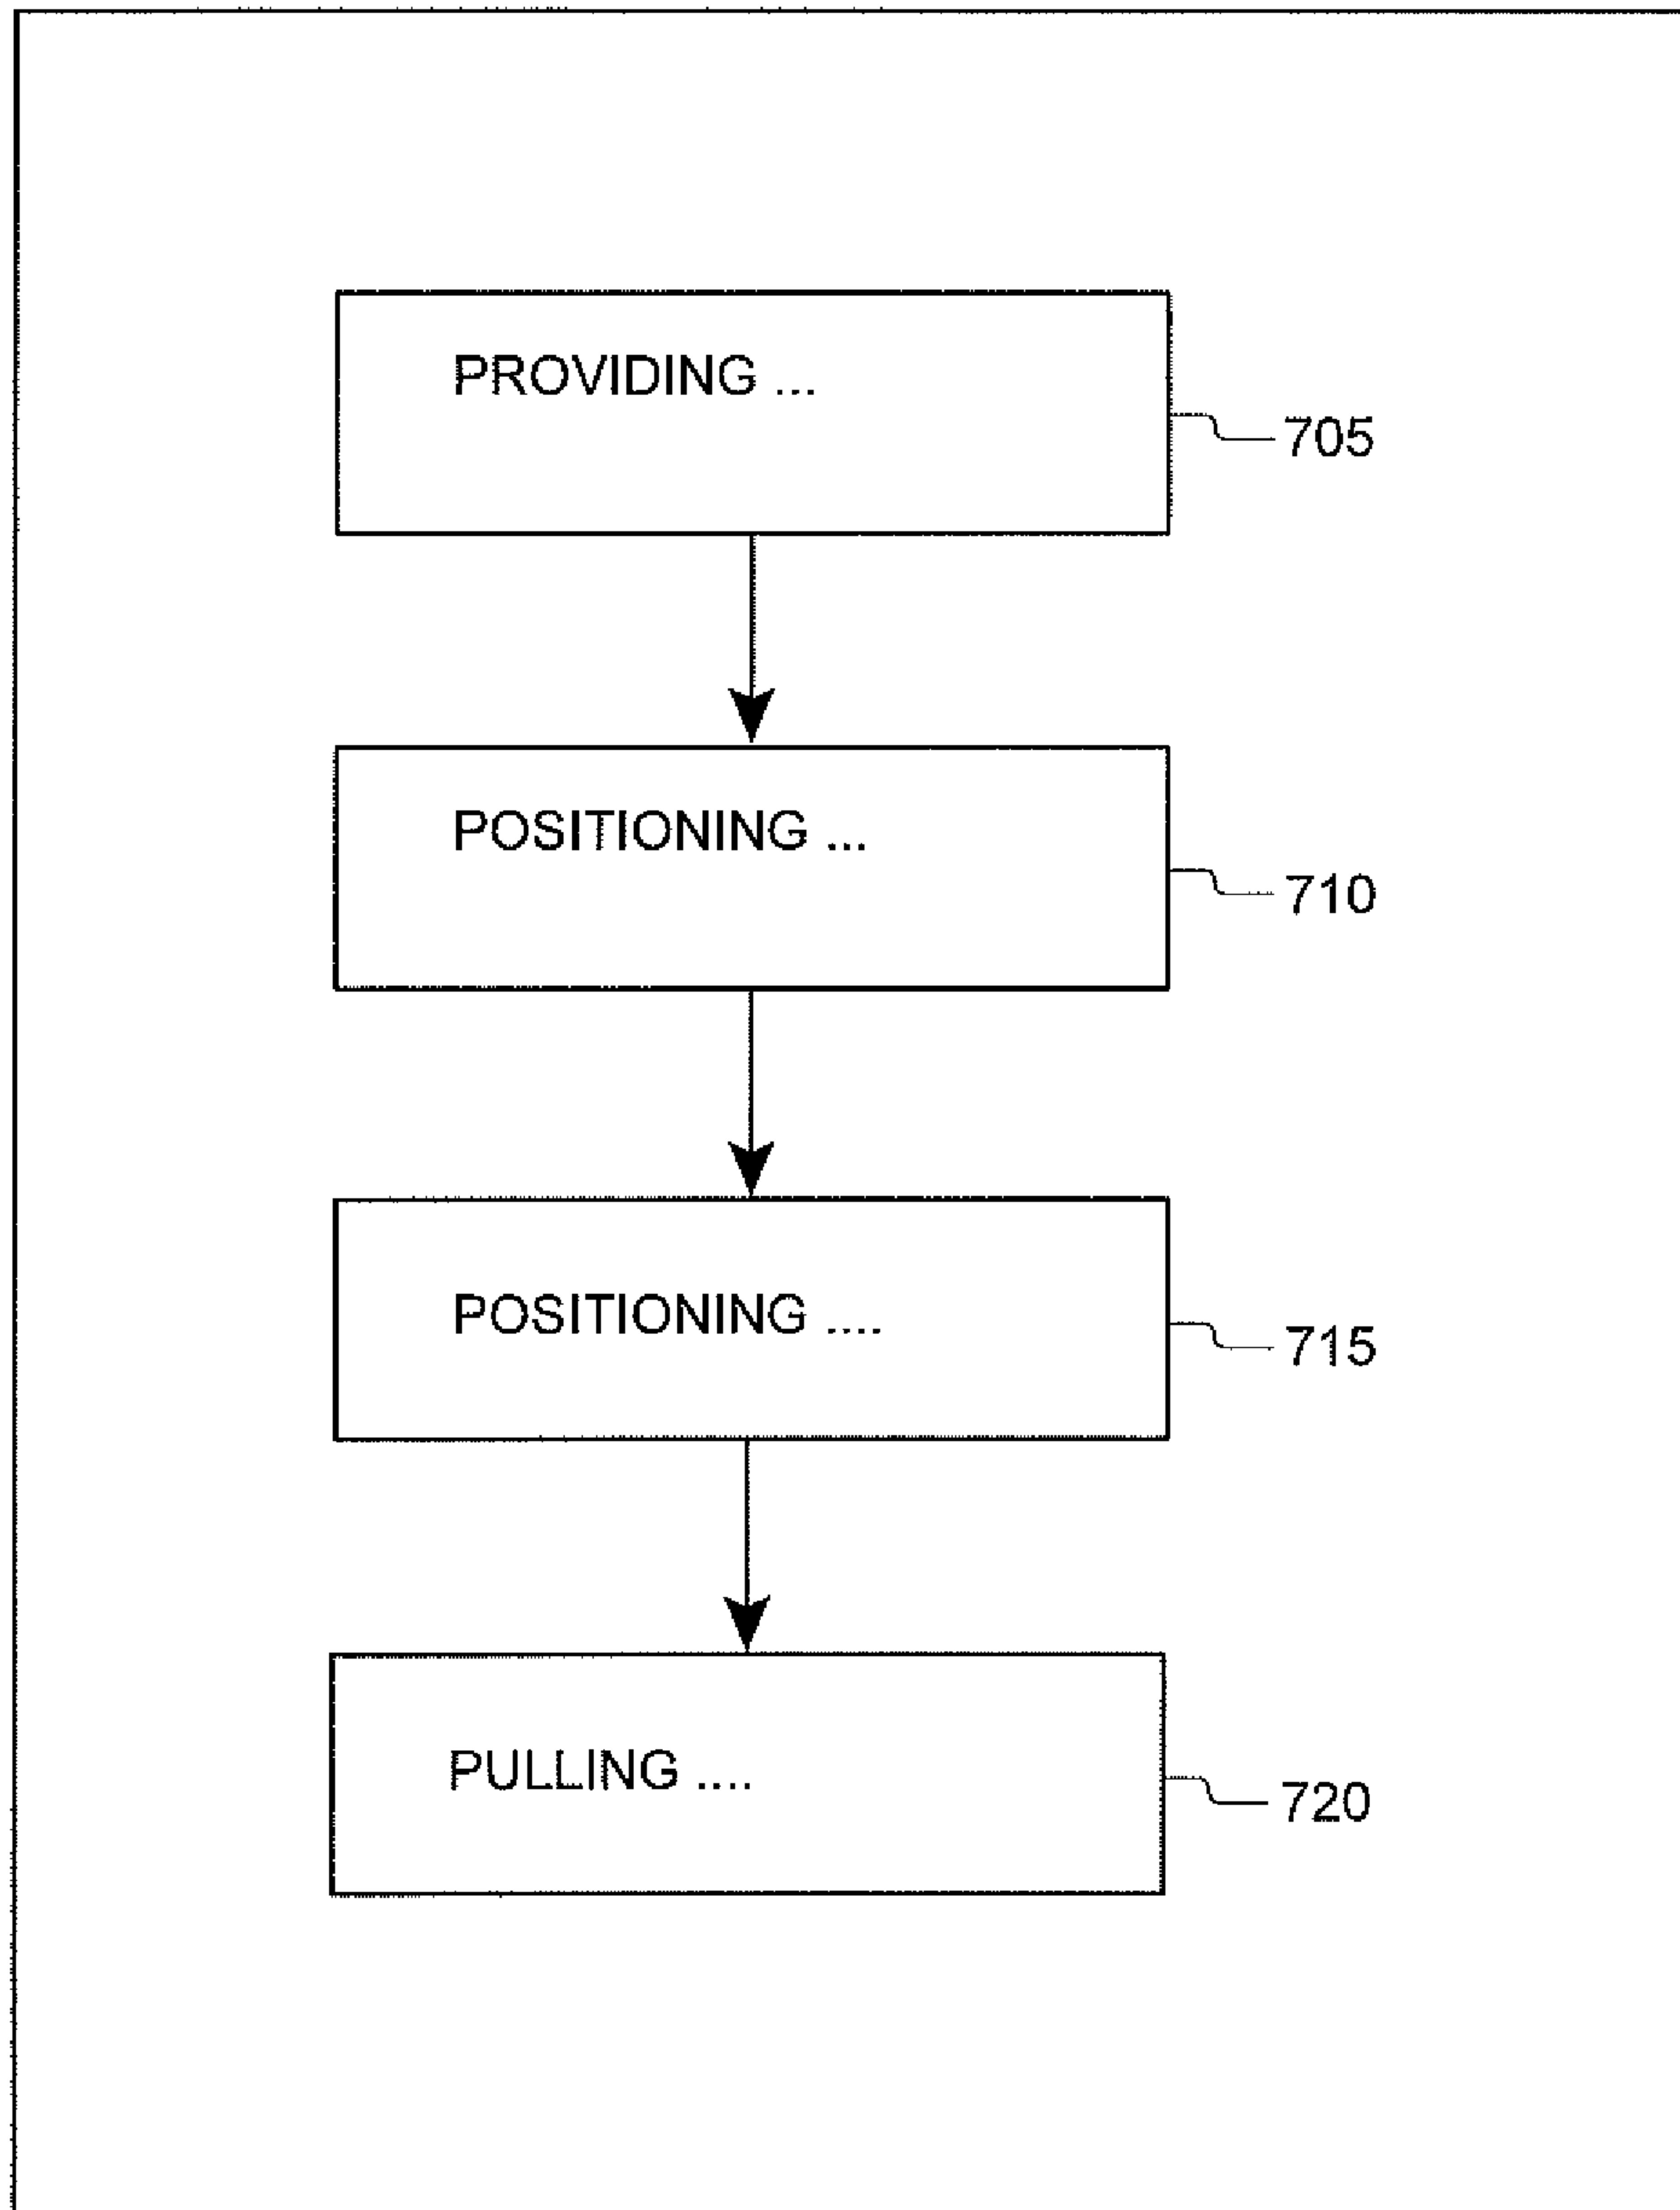 PROVIDING ...
705
POSITIONING ...
710
POSITIONING ....
715
PULLING ....
720